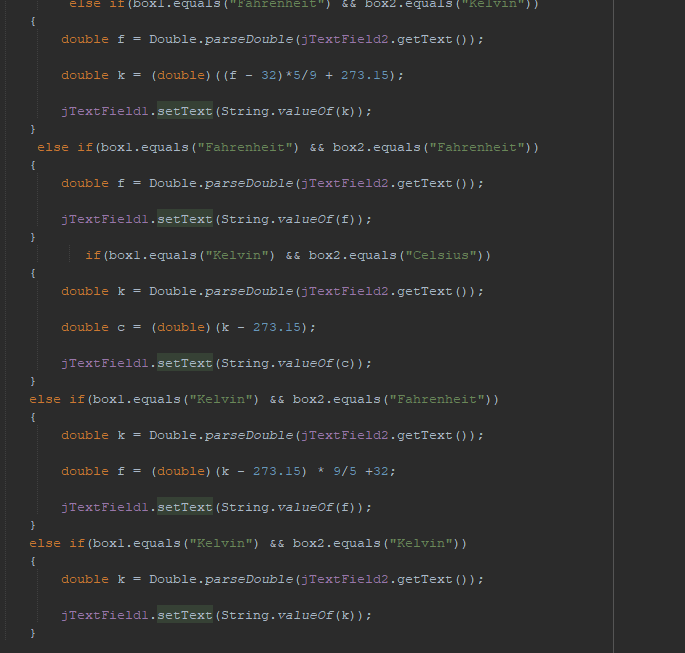 else if(box1.equals("Fahrenheit") && box2.equals("Kelvin"))
{
double f = Double.parseDouble(jTextField2.getText());
double k = (double)((f - 32)*5/9 + 273.15);
jTextField1.setText(String.valueOf(k));
}
else if(box1.equals("Fahrenheit") && box2.equals("Fahrenheit"))
{
double f = Double.parseDouble(jTextField2.getText());
jTextField1.setText(String.valueOf(f));
}
if(box1.equals("Kelvin") && box2.equals("Celsius"))
{
double k = Double.parseDouble(jTextField2.getText());
double c = (double)(k - 273.15);
jTextField1.setText(String.valueOf(c));
}
else if(box1.equals("Kelvin") && box2.equals("Fahrenheit"))
{
double k = Double.parseDouble(jTextField2.getText());
double f = (double)(k - 273.15) * 9/5 +32;
jTextField1.setText(String.valueOf(f));
}
else if(box1.equals("Kelvin") && box2.equals("Kelvin"))
{
double k = Double.parseDouble(jTextField2.getText());
jTextField1.setText(String.valueOf(k));
}